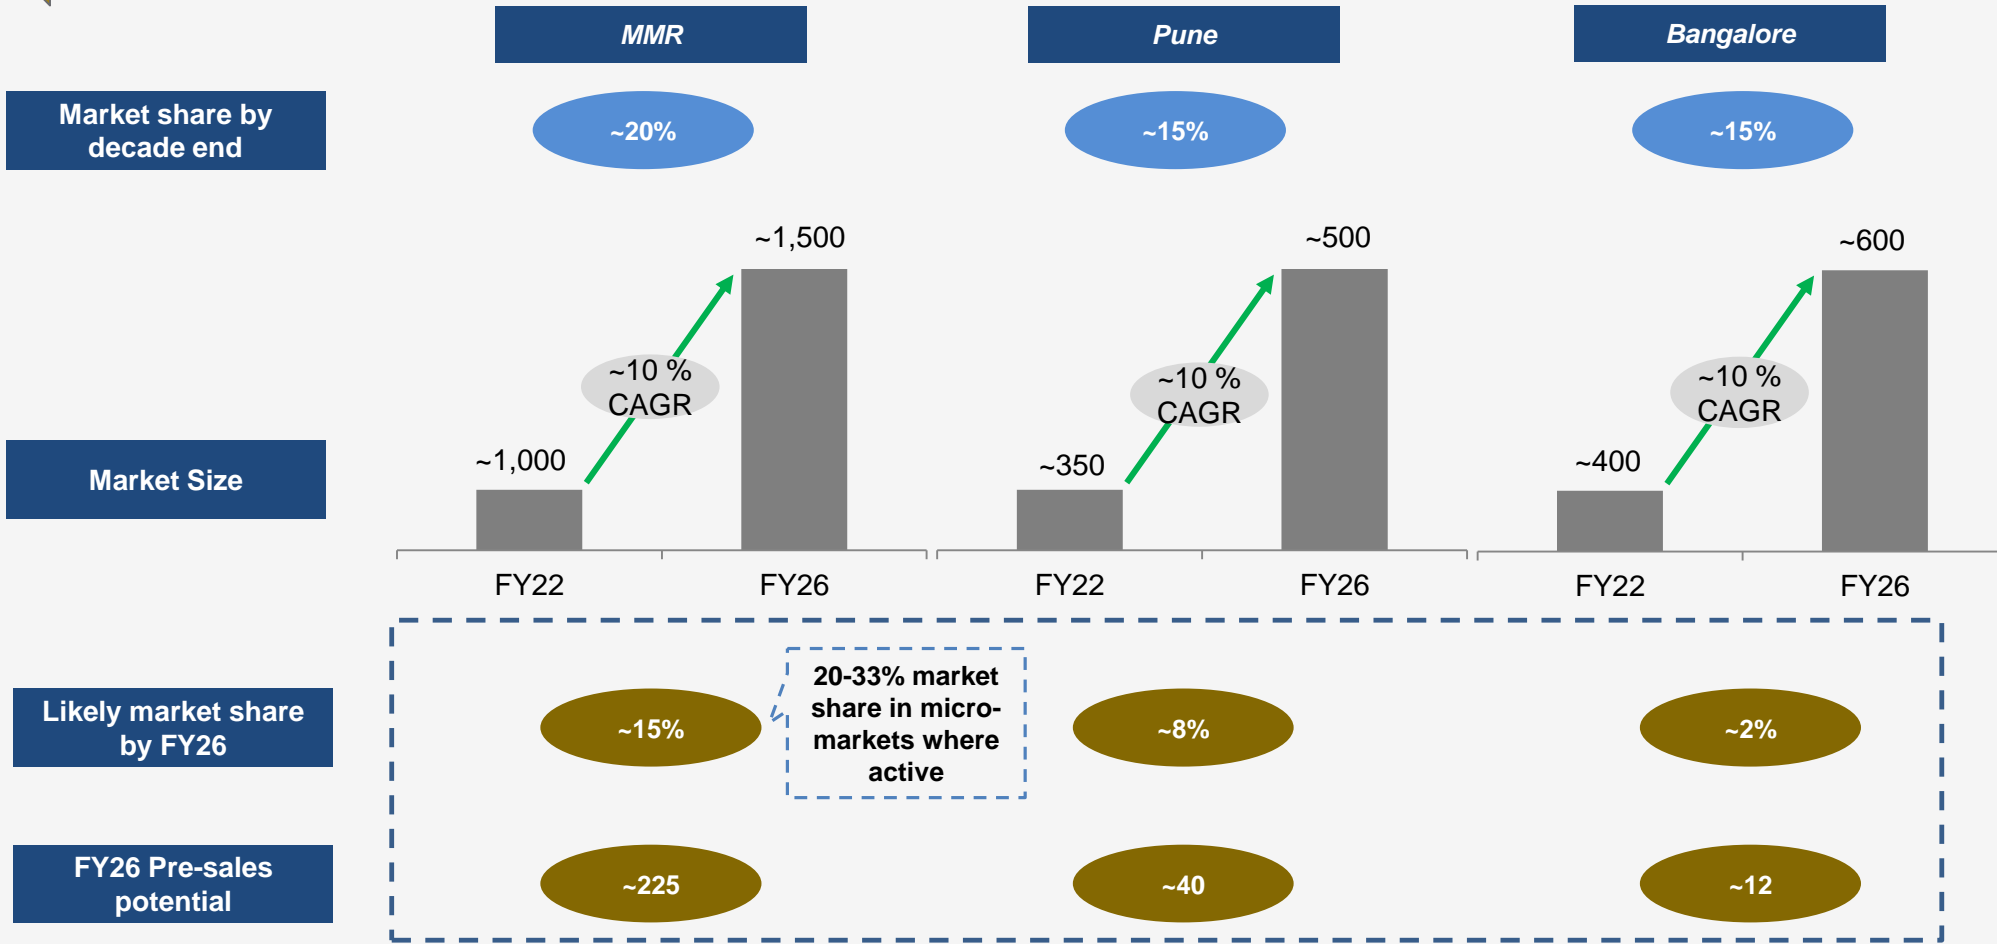 MMR
Pune
Bangalore
Market share by
decade end
~20%
~15%
~15%
~1,500
~500
~600
~10 %
CAGR
~10 %
CAGR
~10 %
CAGR
Market Size
~1,000
~350
~400
FY22
FY26
FY22
FY26
FY22
FY26
Likely market share
by FY26
~15%
20-33% market
share in micro-
markets where
active
~8%
~2%
FY26 Pre-sales
potential
~225
~40
~12